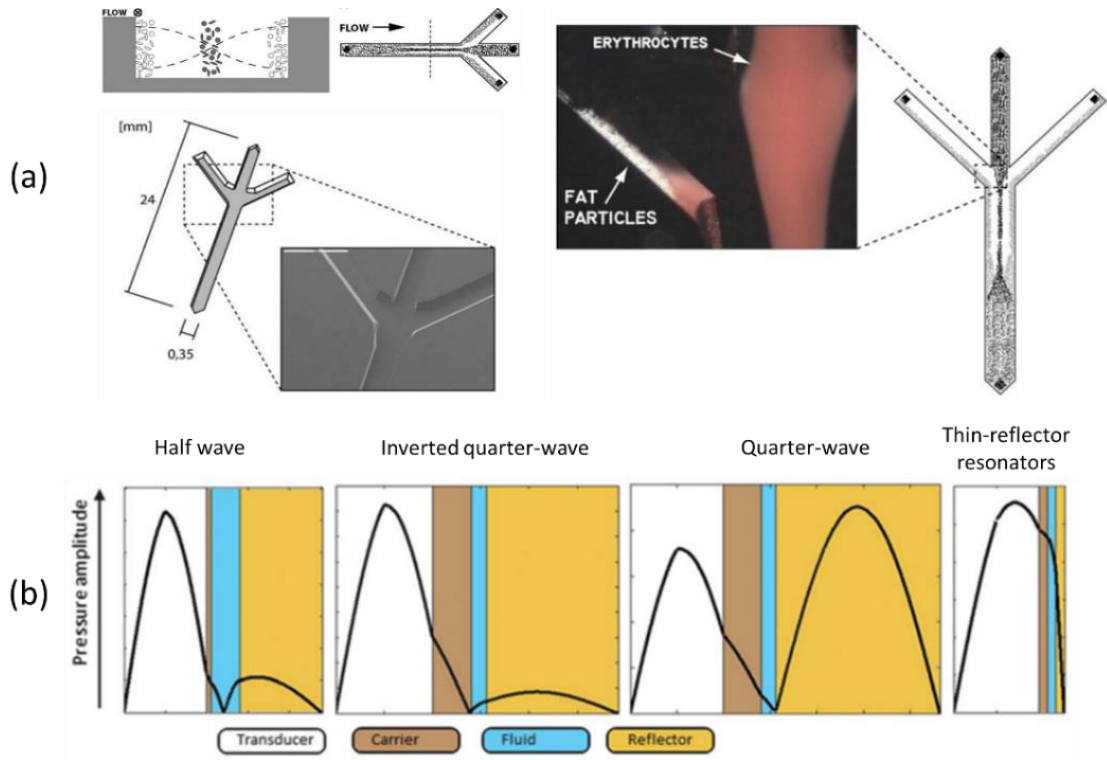 FLOW ⊗
FLOW
[mm]
24
0,35
ERYTHROCYTES
FAT
PARTICLES
(a)
Half wave
Inverted quarter-wave
Quarter-wave
Thin-reflector
resonators
Pressure amplitude
(b)
Transducer
Carrier
Fluid
Reflector